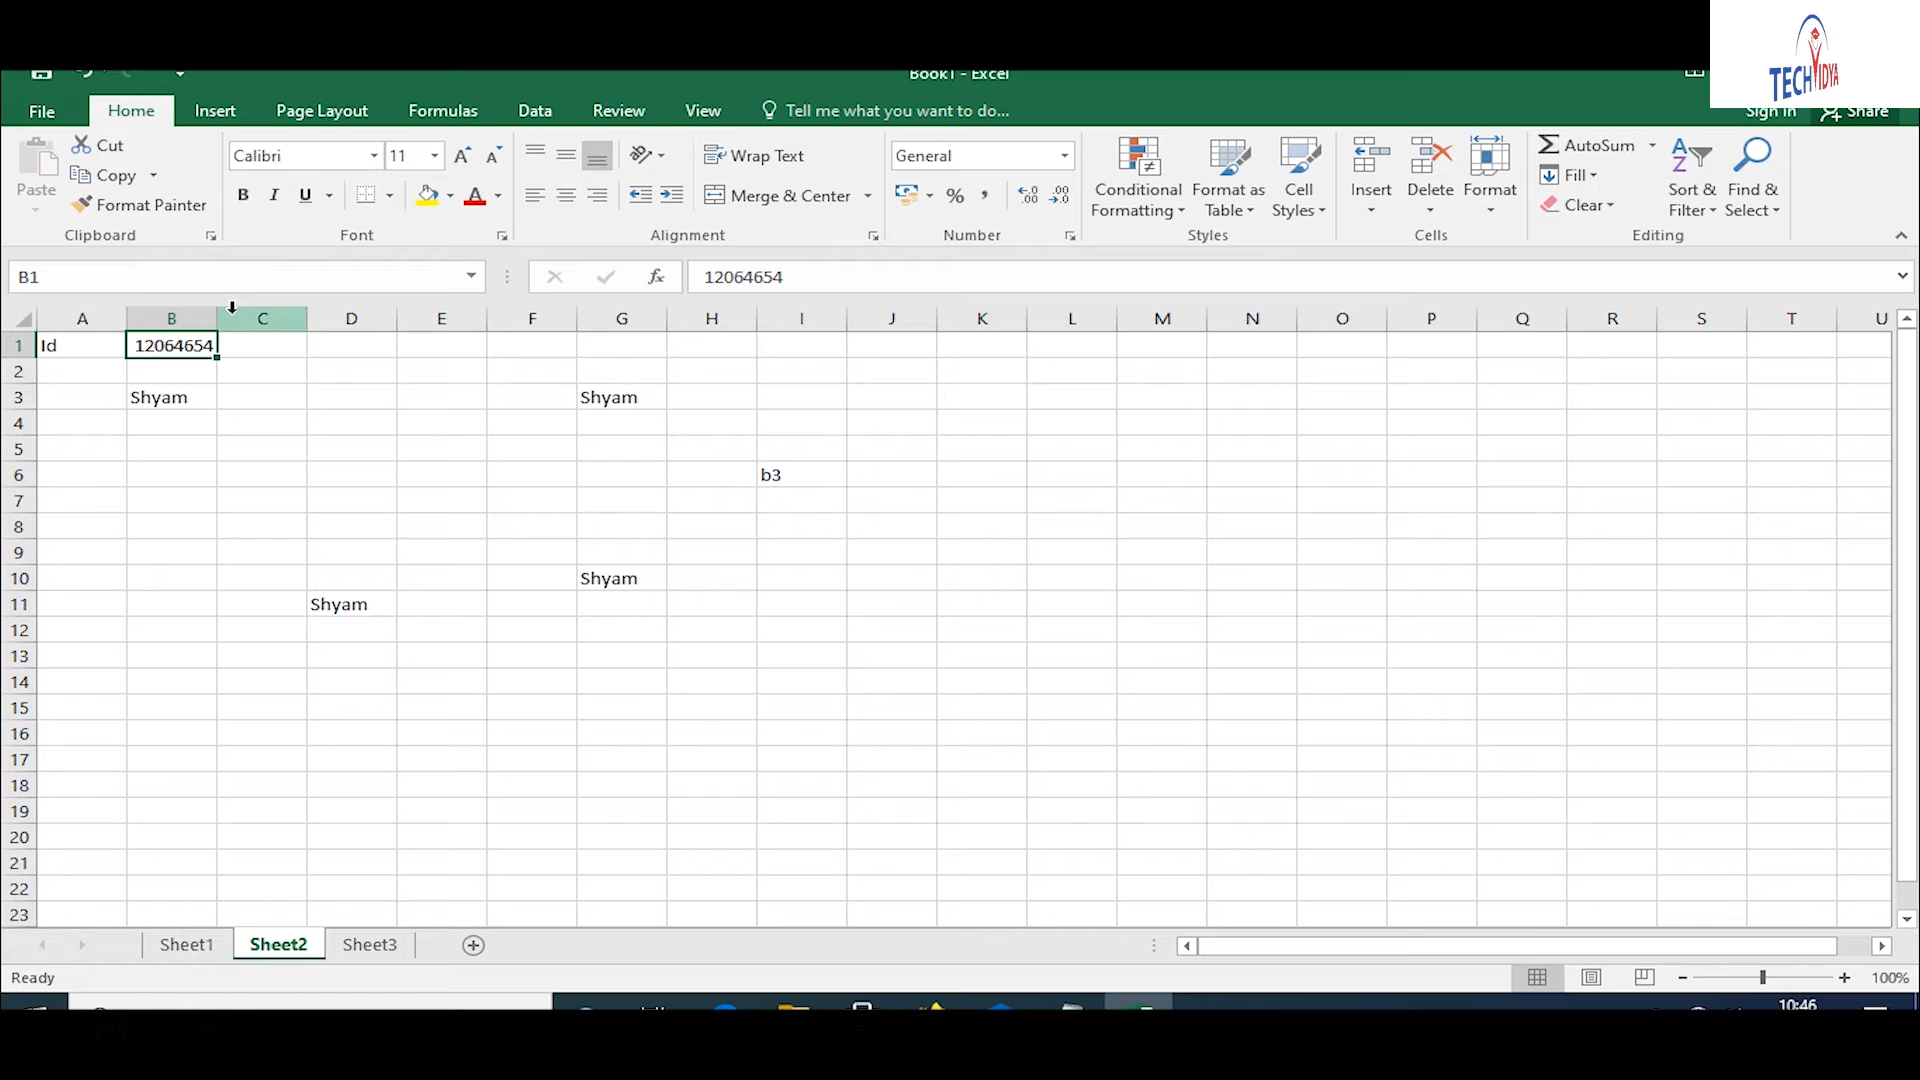 TECHVIDYA
Book1 - Excel
File Home Insert Page Layout Formulas Data Review View Tell me what you want to do... Sign in Share
Paste
Cut
Copy
Format Painter
Clipboard
Calibri 11
B I U A
Font
ab
Wrap Text
Merge & Center
Alignment
General
% ,
Number
Conditional Formatting
Format as Table
Cell Styles
Styles
Insert Delete Format
Cells
AutoSum
Fill
Clear
Sort & Filter
Find & Select
Editing
B1 fx 12064654
A B C D E F G H I J K L M N O P Q R S T U
1 Id 12064654
2
3 Shyam Shyam
4
5
6 b3
7
8
9
10 Shyam
11 Shyam
12
13
14
15
16
17
18
19
20
21
22
23
Sheet1 Sheet2 Sheet3
Ready 100%
10:46